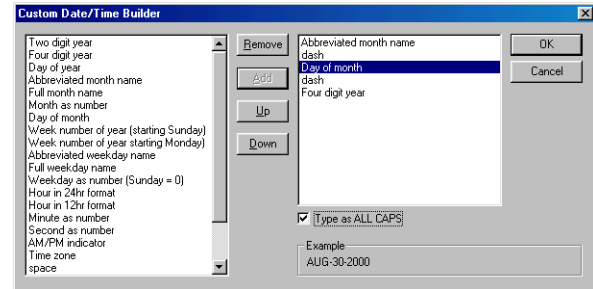 Custom Date/Time Builder
Two digit year
Four digit year
Day of year
Abbreviated month name
Full month name
Month as number
Day of month
Week number of year (starting Sunday)
Week number of year starting Monday)
Abbreviated weekday name
Full weekday name
Weekday as number (Sunday = 0)
Hour in 24hr format
Hour in 12hr format
Minute as number
Second as number
AM/PM indicator
Time zone
space
Remove
Add
Up
Down
Abbreviated month name
dash
Day of month
dash
Four digit year
Type as ALL CAPS
Example
AUG-30-2000
OK
Cancel